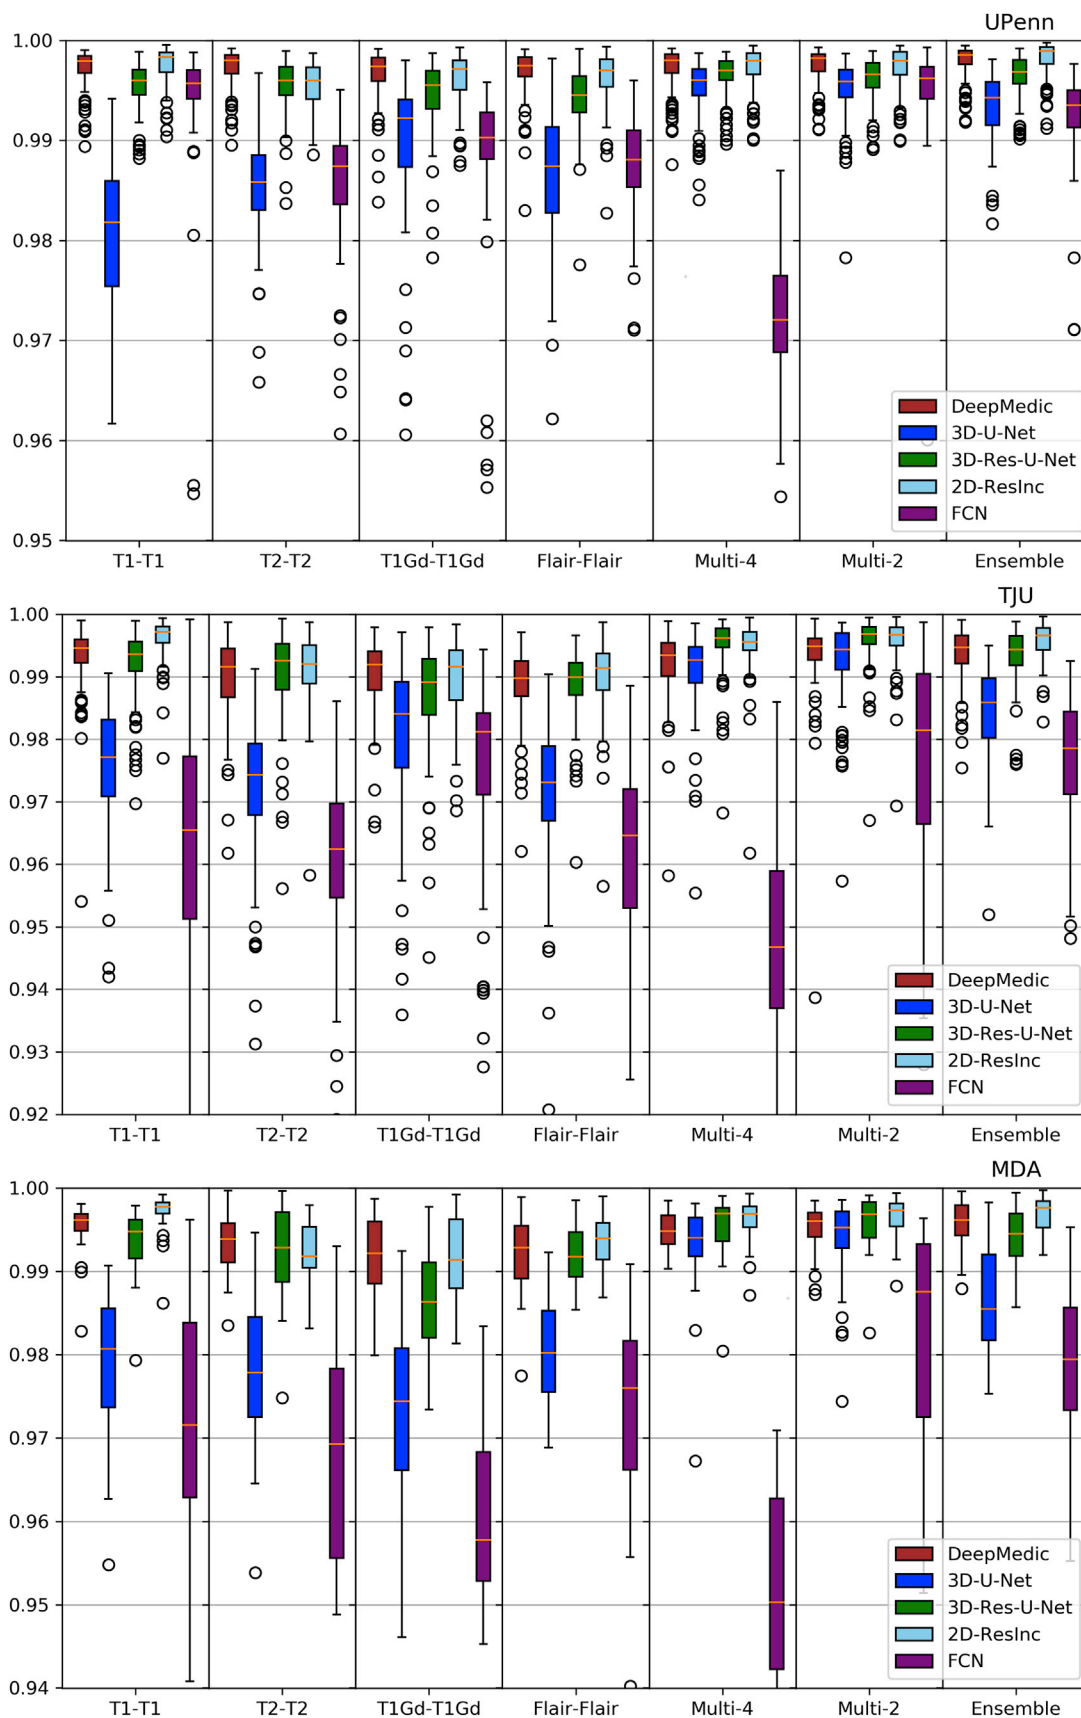 UPenn
1.00
0.99
0.98
0.97
0.96
0.95
DeepMedic
3D-U-Net
3D-Res-U-Net
2D-ResInc
FCN
T1-T1 T2-T2 T1Gd-T1Gd Flair-Flair Multi-4 Multi-2 Ensemble
TJU
1.00
0.99
0.98
0.97
0.96
0.95
0.94
0.93
0.92
DeepMedic
3D-U-Net
3D-Res-U-Net
2D-ResInc
FCN
T1-T1 T2-T2 T1Gd-T1Gd Flair-Flair Multi-4 Multi-2 Ensemble
MDA
1.00
0.99
0.98
0.97
0.96
0.95
0.94
DeepMedic
3D-U-Net
3D-Res-U-Net
2D-ResInc
FCN
T1-T1 T2-T2 T1Gd-T1Gd Flair-Flair Multi-4 Multi-2 Ensemble